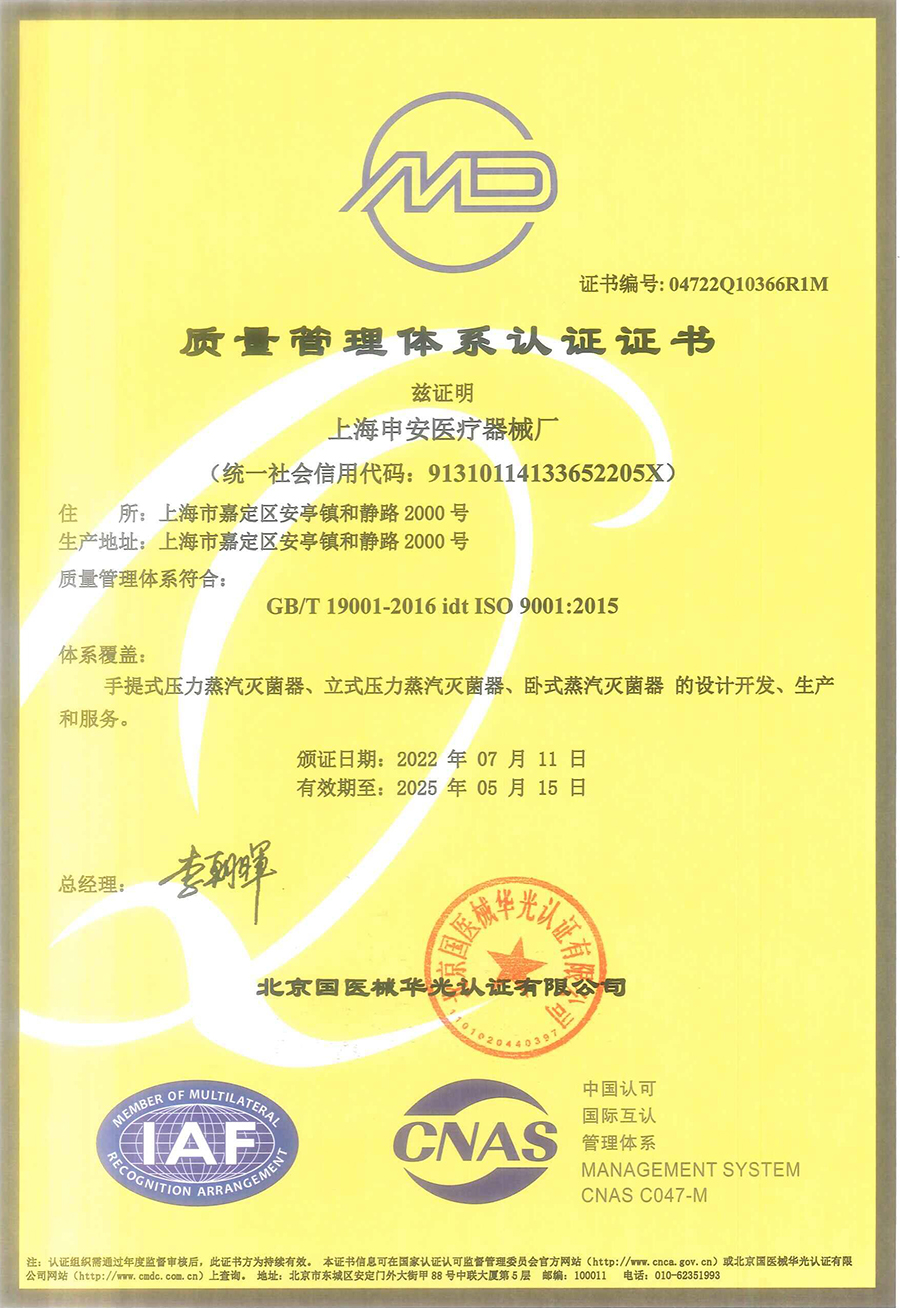 MD
证书编号: 04722Q10366R1M
质量管理体系认证证书
兹证明
上海申安医疗器械厂
（统一社会信用代码：91310114133652205X）
住 所：上海市嘉定区安亭镇和静路 2000 号
生产地址：上海市嘉定区安亭镇和静路 2000 号
质量管理体系符合：
GB/T 19001-2016 idt ISO 9001:2015
体系覆盖：
手提式压力蒸汽灭菌器、立式压力蒸汽灭菌器、卧式蒸汽灭菌器 的设计开发、生产
和服务。
颁证日期：2022 年 07 月 11 日
有效期至：2025 年 05 月 15 日
总经理：
李朝晖
北京国医械华光认证有限公司
北京国医械华光认证有限公司
1101020440397
MEMBER OF MULTILATERAL
IAF
RECOGNITION ARRANGEMENT
CNAS
中国认可
国际互认
管理体系
MANAGEMENT SYSTEM
CNAS C047-M
注：认证组织需通过年度监督审核后，此证书方为持续有效。 本证书信息可在国家认证认可监督管理委员会官方网站（http://www.cnca.gov.cn）或北京国医械华光认证有限
公司网站（http://www.cmdc.com.cn）上查询。 地址：北京市东城区安定门外大街甲 88 号中联大厦第 5 层 邮编：100011 电话：010-62351993